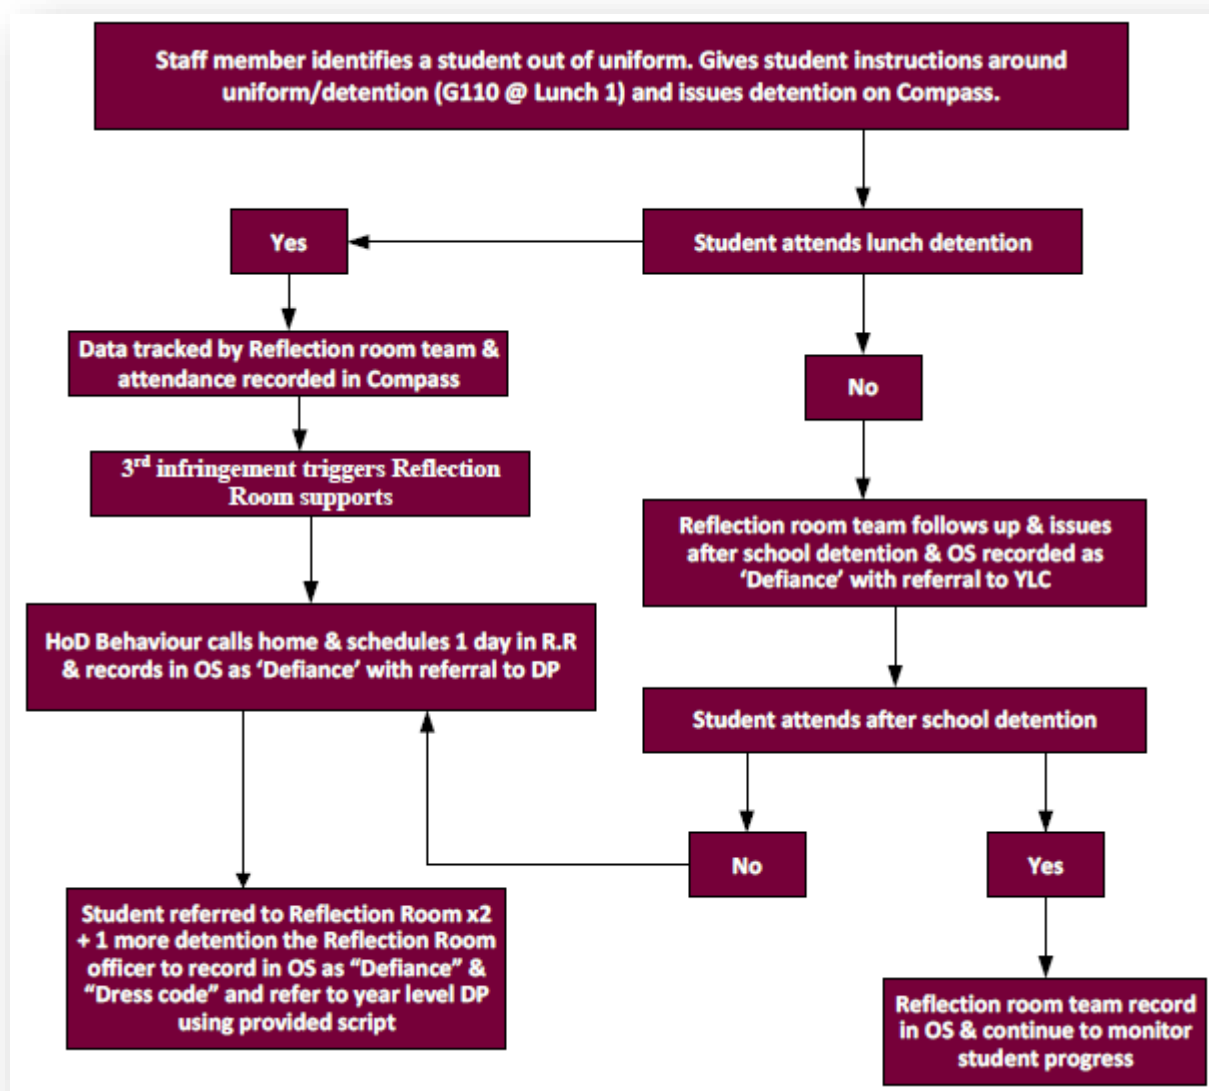 Staff member identifies a student out of uniform. Gives student instructions around
uniform/detention (G110 @ Lunch 1) and issues detention on Compass.
Yes
Student attends lunch detention
Data tracked by Reflection room team &
attendance recorded in Compass
No
3rd infringement triggers Reflection
Room supports
Reflection room team follows up & issues
after school detention & OS recorded as
‘Defiance’ with referral to YLC
HoD Behaviour calls home & schedules 1 day in R.R
& records in OS as ‘Defiance’ with referral to DP
Student attends after school detention
No
Yes
Student referred to Reflection Room x2
+ 1 more detention the Reflection Room
officer to record in OS as “Defiance” &
“Dress code” and refer to year level DP
using provided script
Reflection room team record
in OS & continue to monitor
student progress